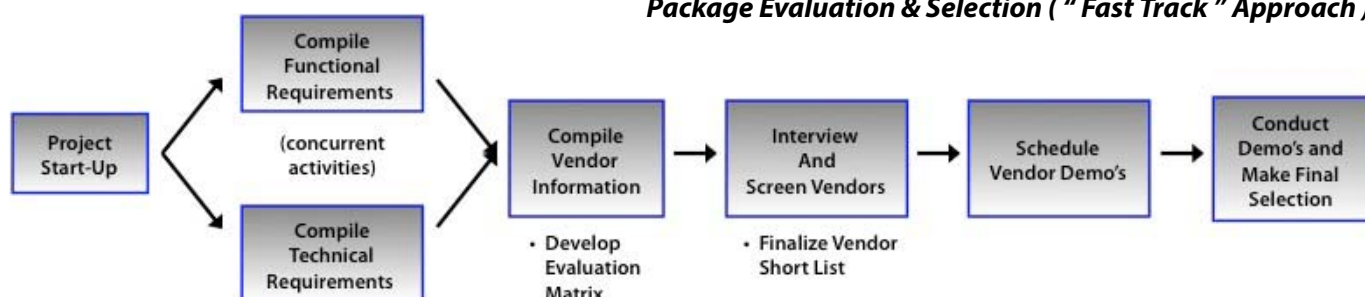 Package Evaluation & Selection ( “ Fast Track ” Approach )
Project
Start-Up
Compile
Functional
Requirements
(concurrent
activities)
Compile
Technical
Requirements
Compile
Vendor
Information
• Develop
Evaluation
Matrix
Interview
And
Screen Vendors
• Finalize Vendor
Short List
Schedule
Vendor Demo’s
Conduct
Demo’s and
Make Final
Selection